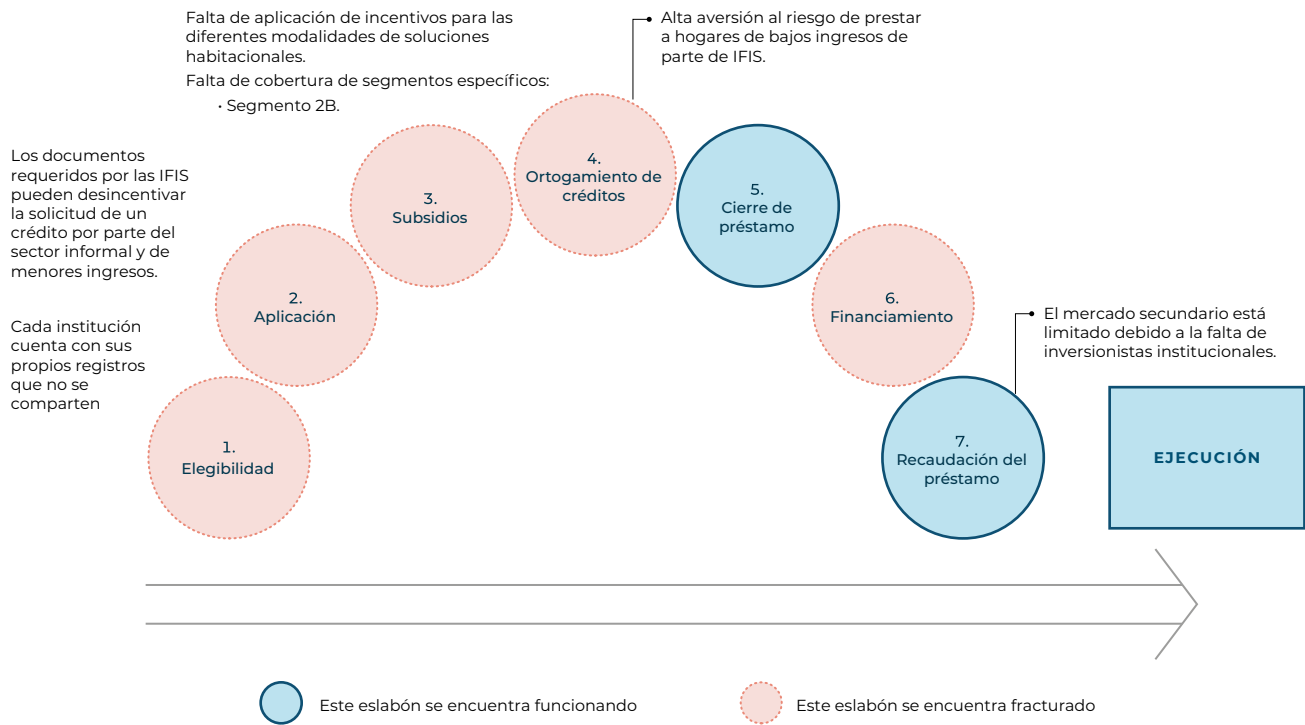 Falta de aplicación de incentivos para las
diferentes modalidades de soluciones
habitacionales.
Falta de cobertura de segmentos específicos:
· Segmento 2B.
Alta aversión al riesgo de prestar
a hogares de bajos ingresos de
parte de IFIS.
Los documentos
requeridos por las IFIS
pueden desincentivar
la solicitud de un
crédito por parte del
sector informal y de
menores ingresos.
Cada institución
cuenta con sus
propios registros
que no se
comparten
1.
Elegibilidad
2.
Aplicación
3.
Subsidios
4.
Ortogamiento de
créditos
5.
Cierre de
préstamo
6.
Financiamiento
7.
Recaudación del
préstamo
El mercado secundario está
limitado debido a la falta de
inversionistas institucionales.
EJECUCIÓN
Este eslabón se encuentra funcionando
Este eslabón se encuentra fracturado